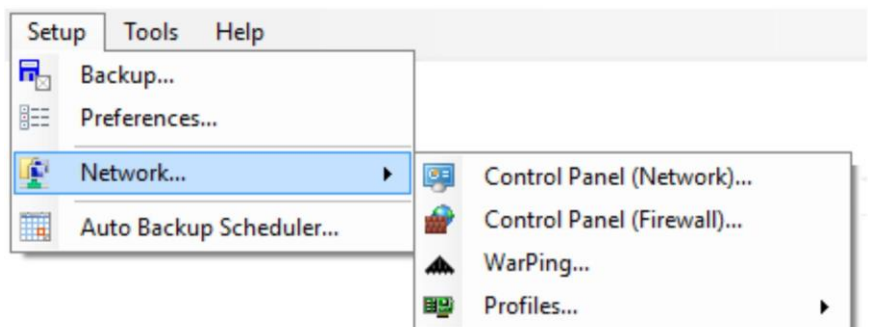 Setup Tools Help
Backup...
Preferences...
Network...
Auto Backup Scheduler...
Control Panel (Network)...
Control Panel (Firewall)...
WarPing...
Profiles...